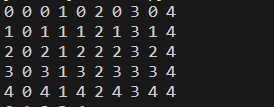 0 0 0 1 0 2 0 3 0 4
1 0 1 1 1 2 1 3 1 4
2 0 2 1 2 2 2 3 2 4
3 0 3 1 3 2 3 3 3 4
4 0 4 1 4 2 4 3 4 4